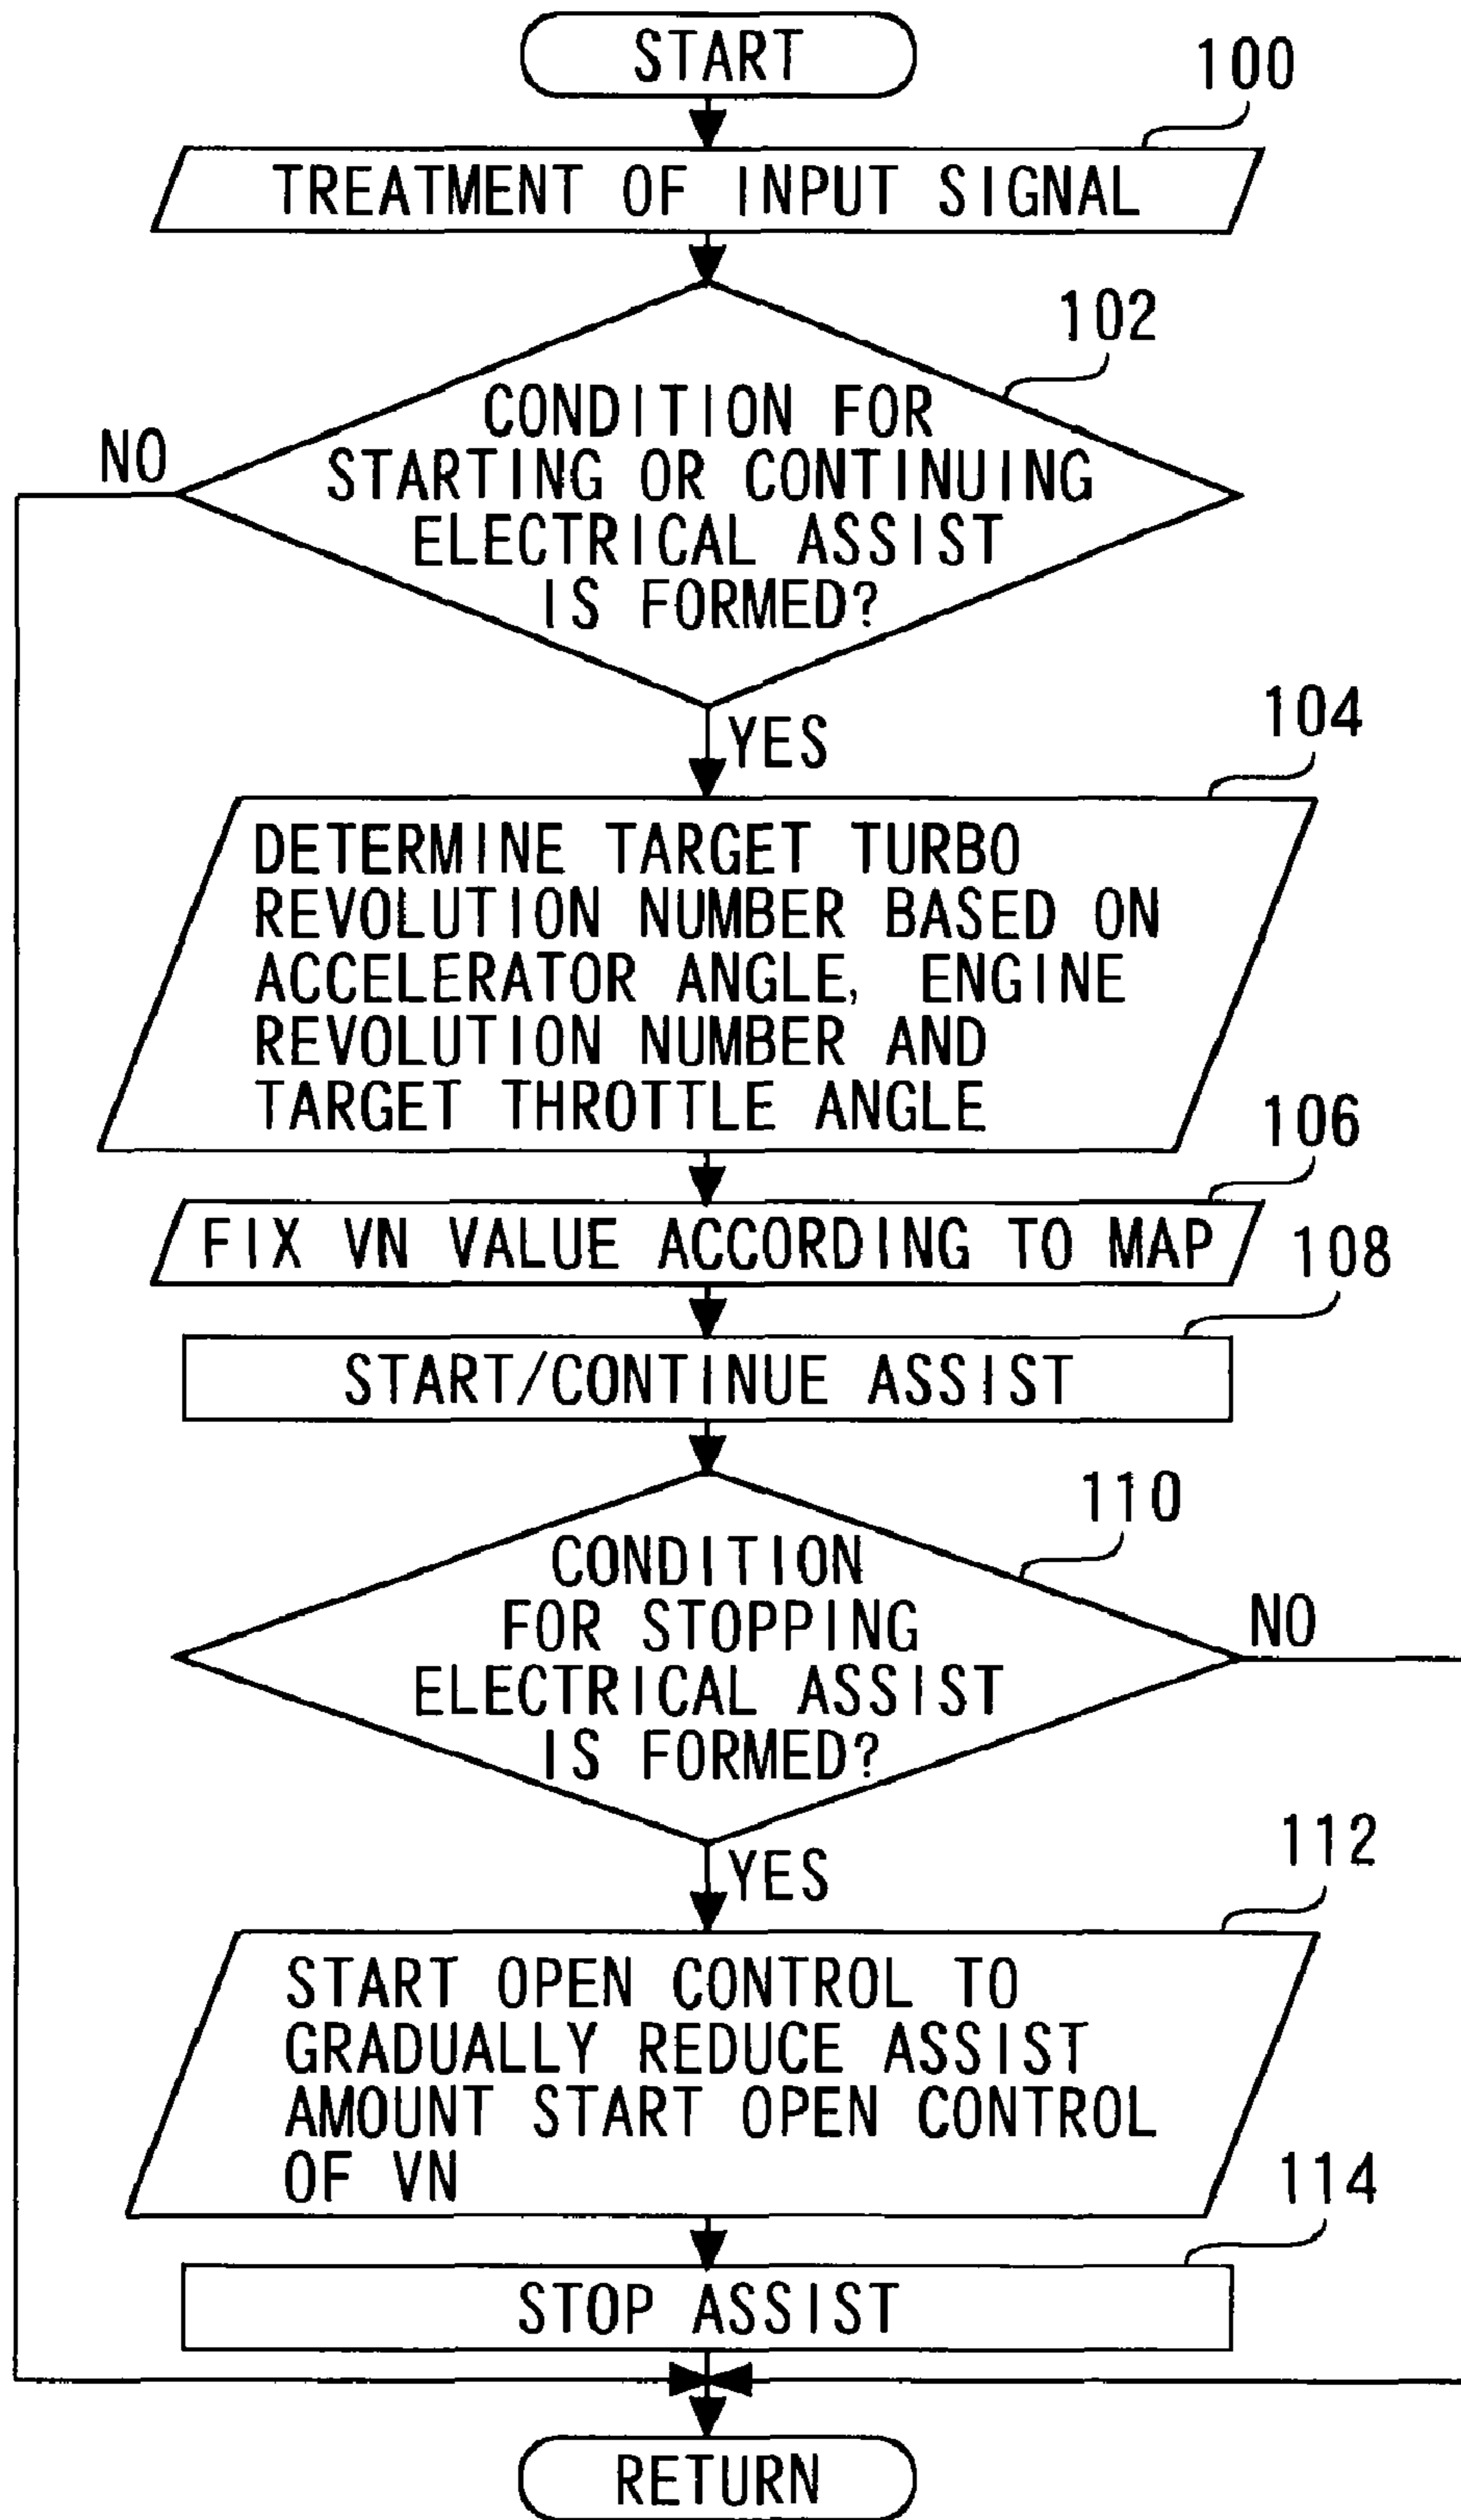 START
100
TREATMENT OF INPUT SIGNAL
102
CONDITION FOR
STARTING OR CONTINUING
ELECTRICAL ASSIST
IS FORMED?
NO
YES
104
DETERMINE TARGET TURBO
REVOLUTION NUMBER BASED ON
ACCELERATOR ANGLE, ENGINE
REVOLUTION NUMBER AND
TARGET THROTTLE ANGLE
106
FIX VN VALUE ACCORDING TO MAP
108
START/CONTINUE ASSIST
110
CONDITION
FOR STOPPING
ELECTRICAL ASSIST
IS FORMED?
NO
YES
112
START OPEN CONTROL TO
GRADUALLY REDUCE ASSIST
AMOUNT START OPEN CONTROL
OF VN
114
STOP ASSIST
RETURN